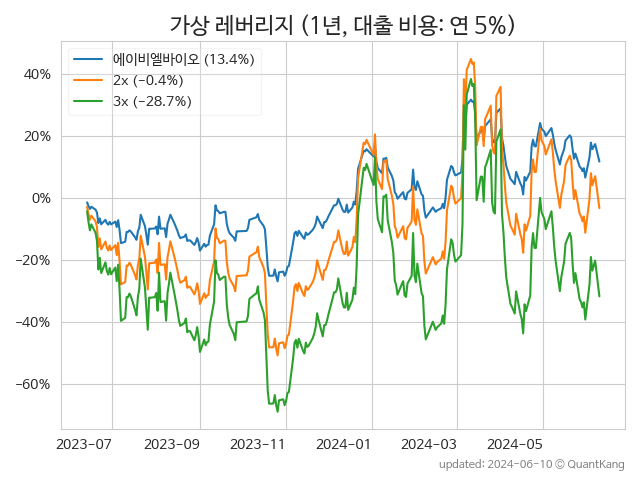 가상 레버리지 (1년, 대출 비용: 연 5%)
에이비엘바이오 (13.4%)
2x (−0.4%)
3x (−28.7%)
40%
20%
0%
−20%
−40%
−60%
2023-07
2023-09
2023-11
2024-01
2024-03
2024-05
updated: 2024-06-10 © QuantKang